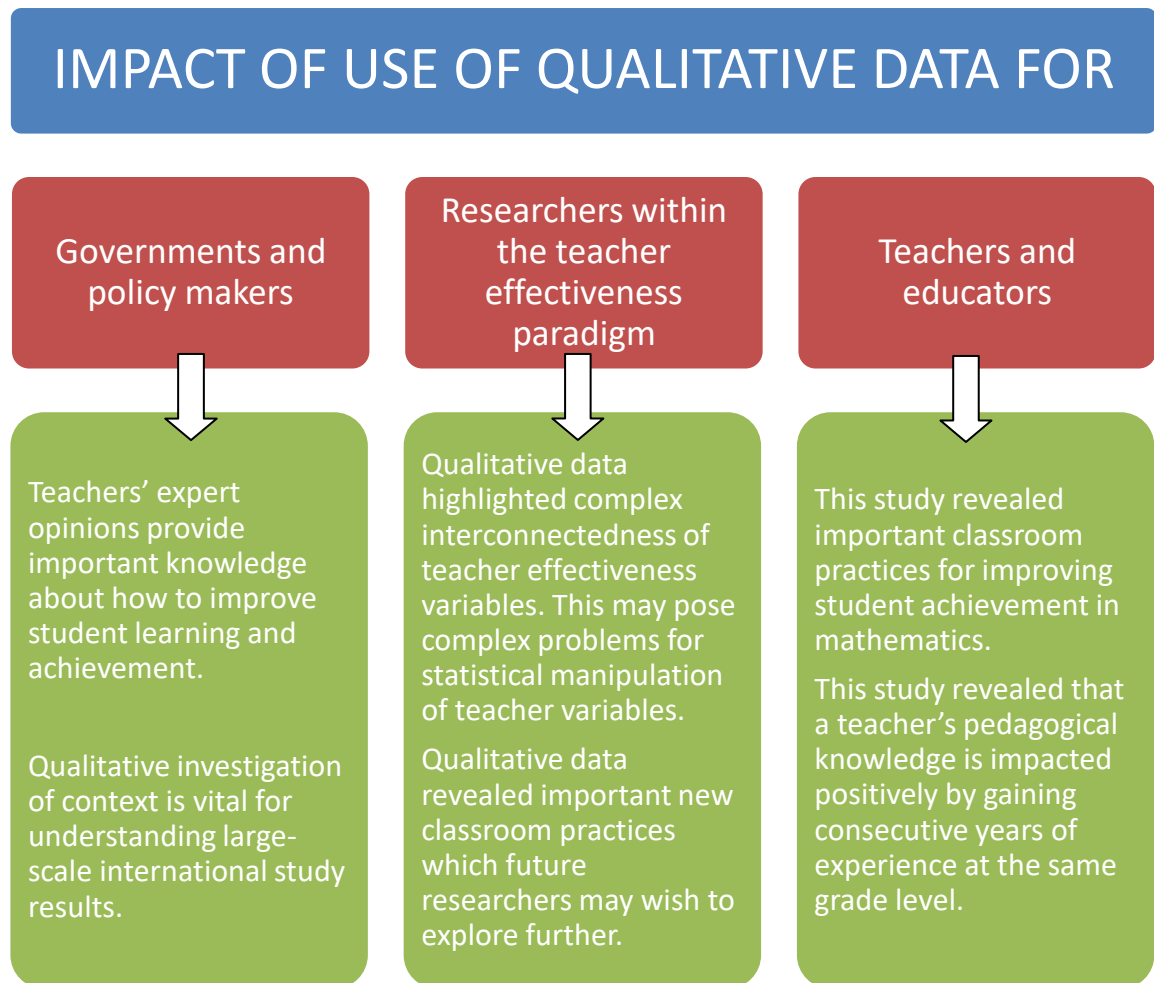 IMPACT OF USE OF QUALITATIVE DATA FOR
Governments and
policy makers
Teachers’ expert
opinions provide
important knowledge
about how to improve
student learning and
achievement.
Qualitative investigation
of context is vital for
understanding large-
scale international study
results.
Researchers within
the teacher
effectiveness
paradigm
Qualitative data
highlighted complex
interconnectedness of
teacher effectiveness
variables. This may pose
complex problems for
statistical manipulation
of teacher variables.
Qualitative data
revealed important new
classroom practices
which future
researchers may wish to
explore further.
Teachers and
educators
This study revealed
important classroom
practices for improving
student achievement in
mathematics.
This study revealed that
a teacher’s pedagogical
knowledge is impacted
positively by gaining
consecutive years of
experience at the same
grade level.